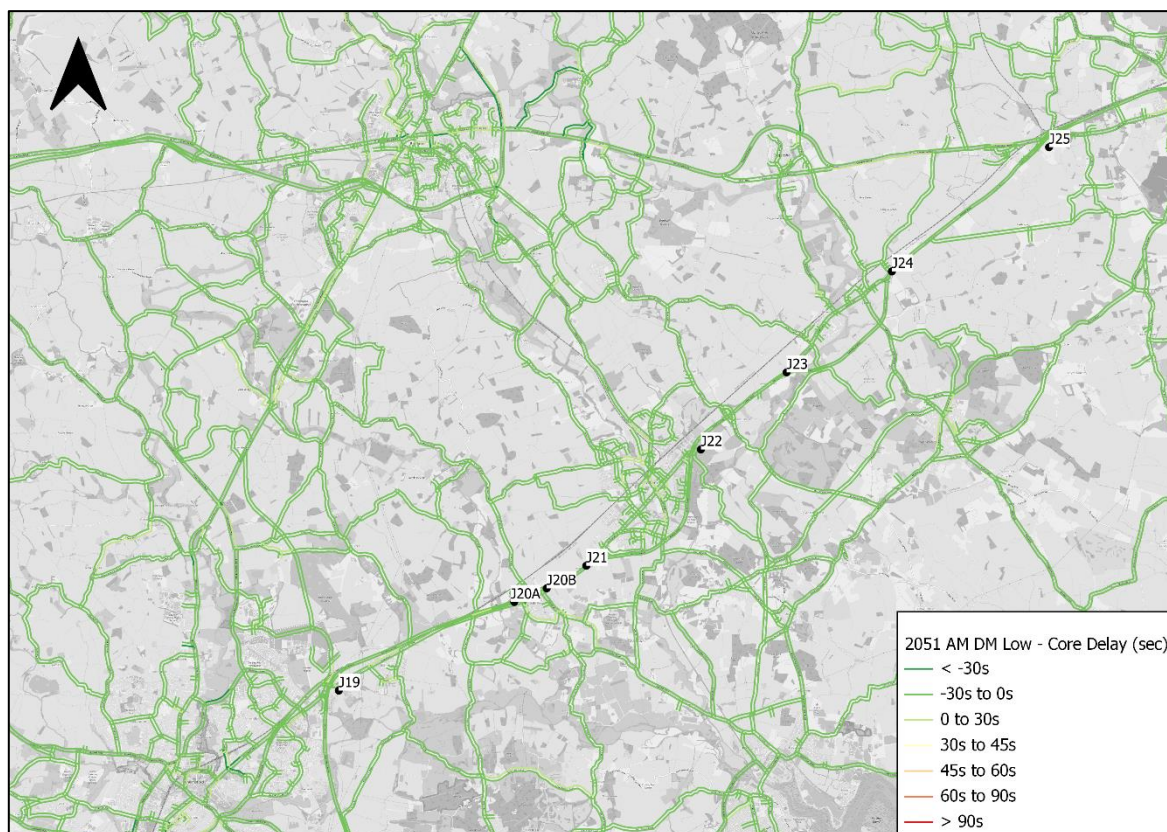 J25
J24
J23
J22
J21
J20B
J20A
J19
2051 AM DM Low - Core Delay (sec)
< -30s
-30s to 0s
0 to 30s
30s to 45s
45s to 60s
60s to 90s
> 90s